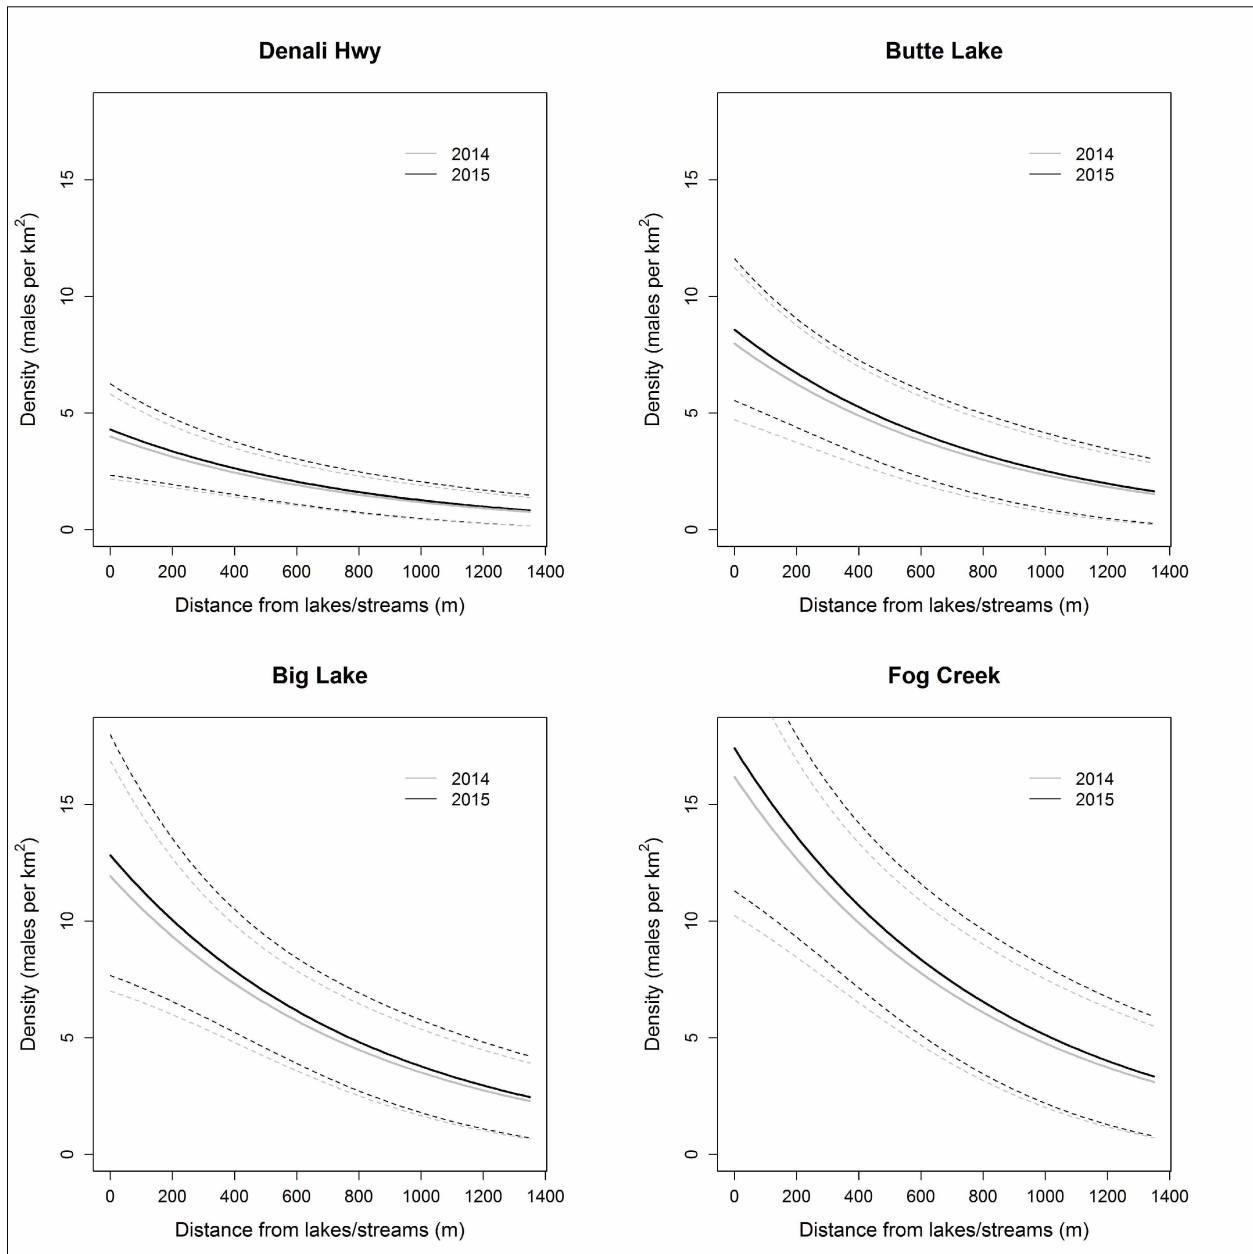 Denali Hwy
Density (males per km²)
15
10
5
0
2014
2015
0 200 400 600 800 1000 1200 1400
Distance from lakes/streams (m)
Butte Lake
Density (males per km²)
15
10
5
0
2014
2015
0 200 400 600 800 1000 1200 1400
Distance from lakes/streams (m)
Big Lake
Density (males per km²)
15
10
5
0
2014
2015
0 200 400 600 800 1000 1200 1400
Distance from lakes/streams (m)
Fog Creek
Density (males per km²)
15
10
5
0
2014
2015
0 200 400 600 800 1000 1200 1400
Distance from lakes/streams (m)